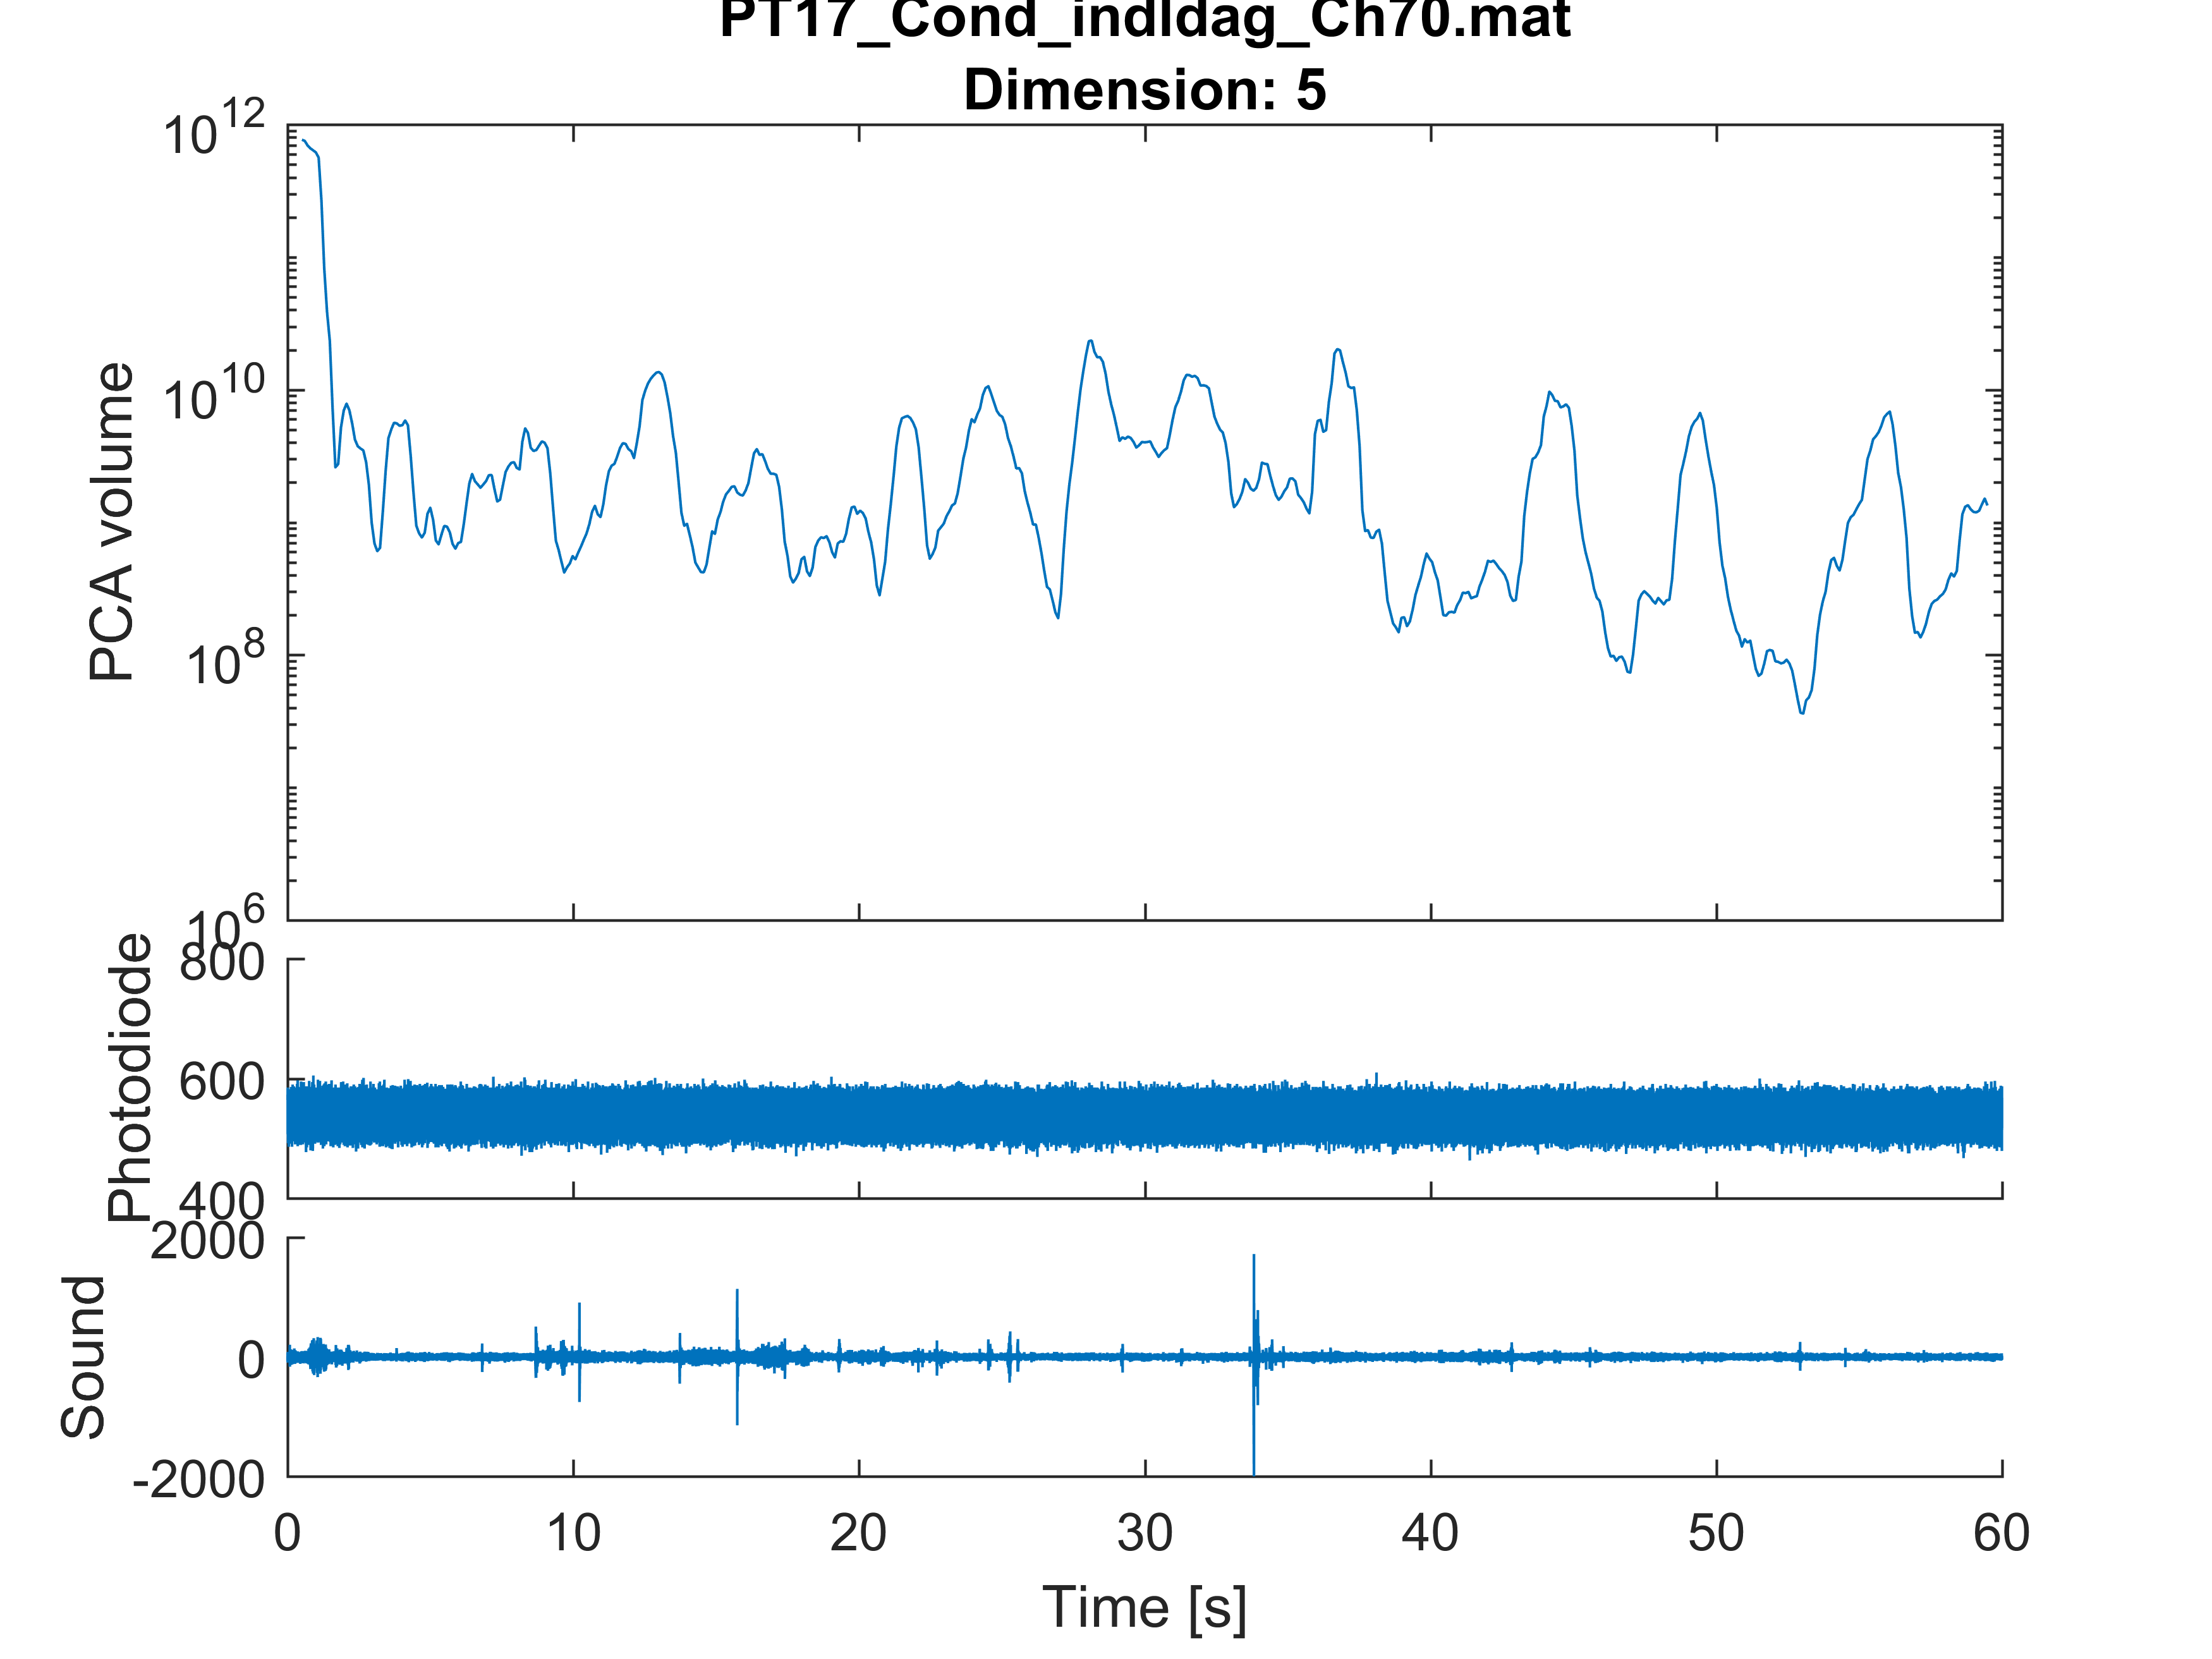 PT17_Cond_indIdag_Ch70.mat
Dimension: 5
10^12
10^10
10^8
10^6
PCA volume
800
600
400
Photodiode
2000
0
-2000
Sound
0 10 20 30 40 50 60
Time [s]